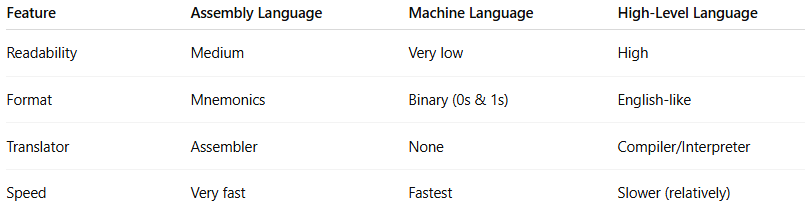 Feature Assembly Language Machine Language High-Level Language
Readability Medium Very low High
Format Mnemonics Binary (0s & 1s) English-like
Translator Assembler None Compiler/Interpreter
Speed Very fast Fastest Slower (relatively)